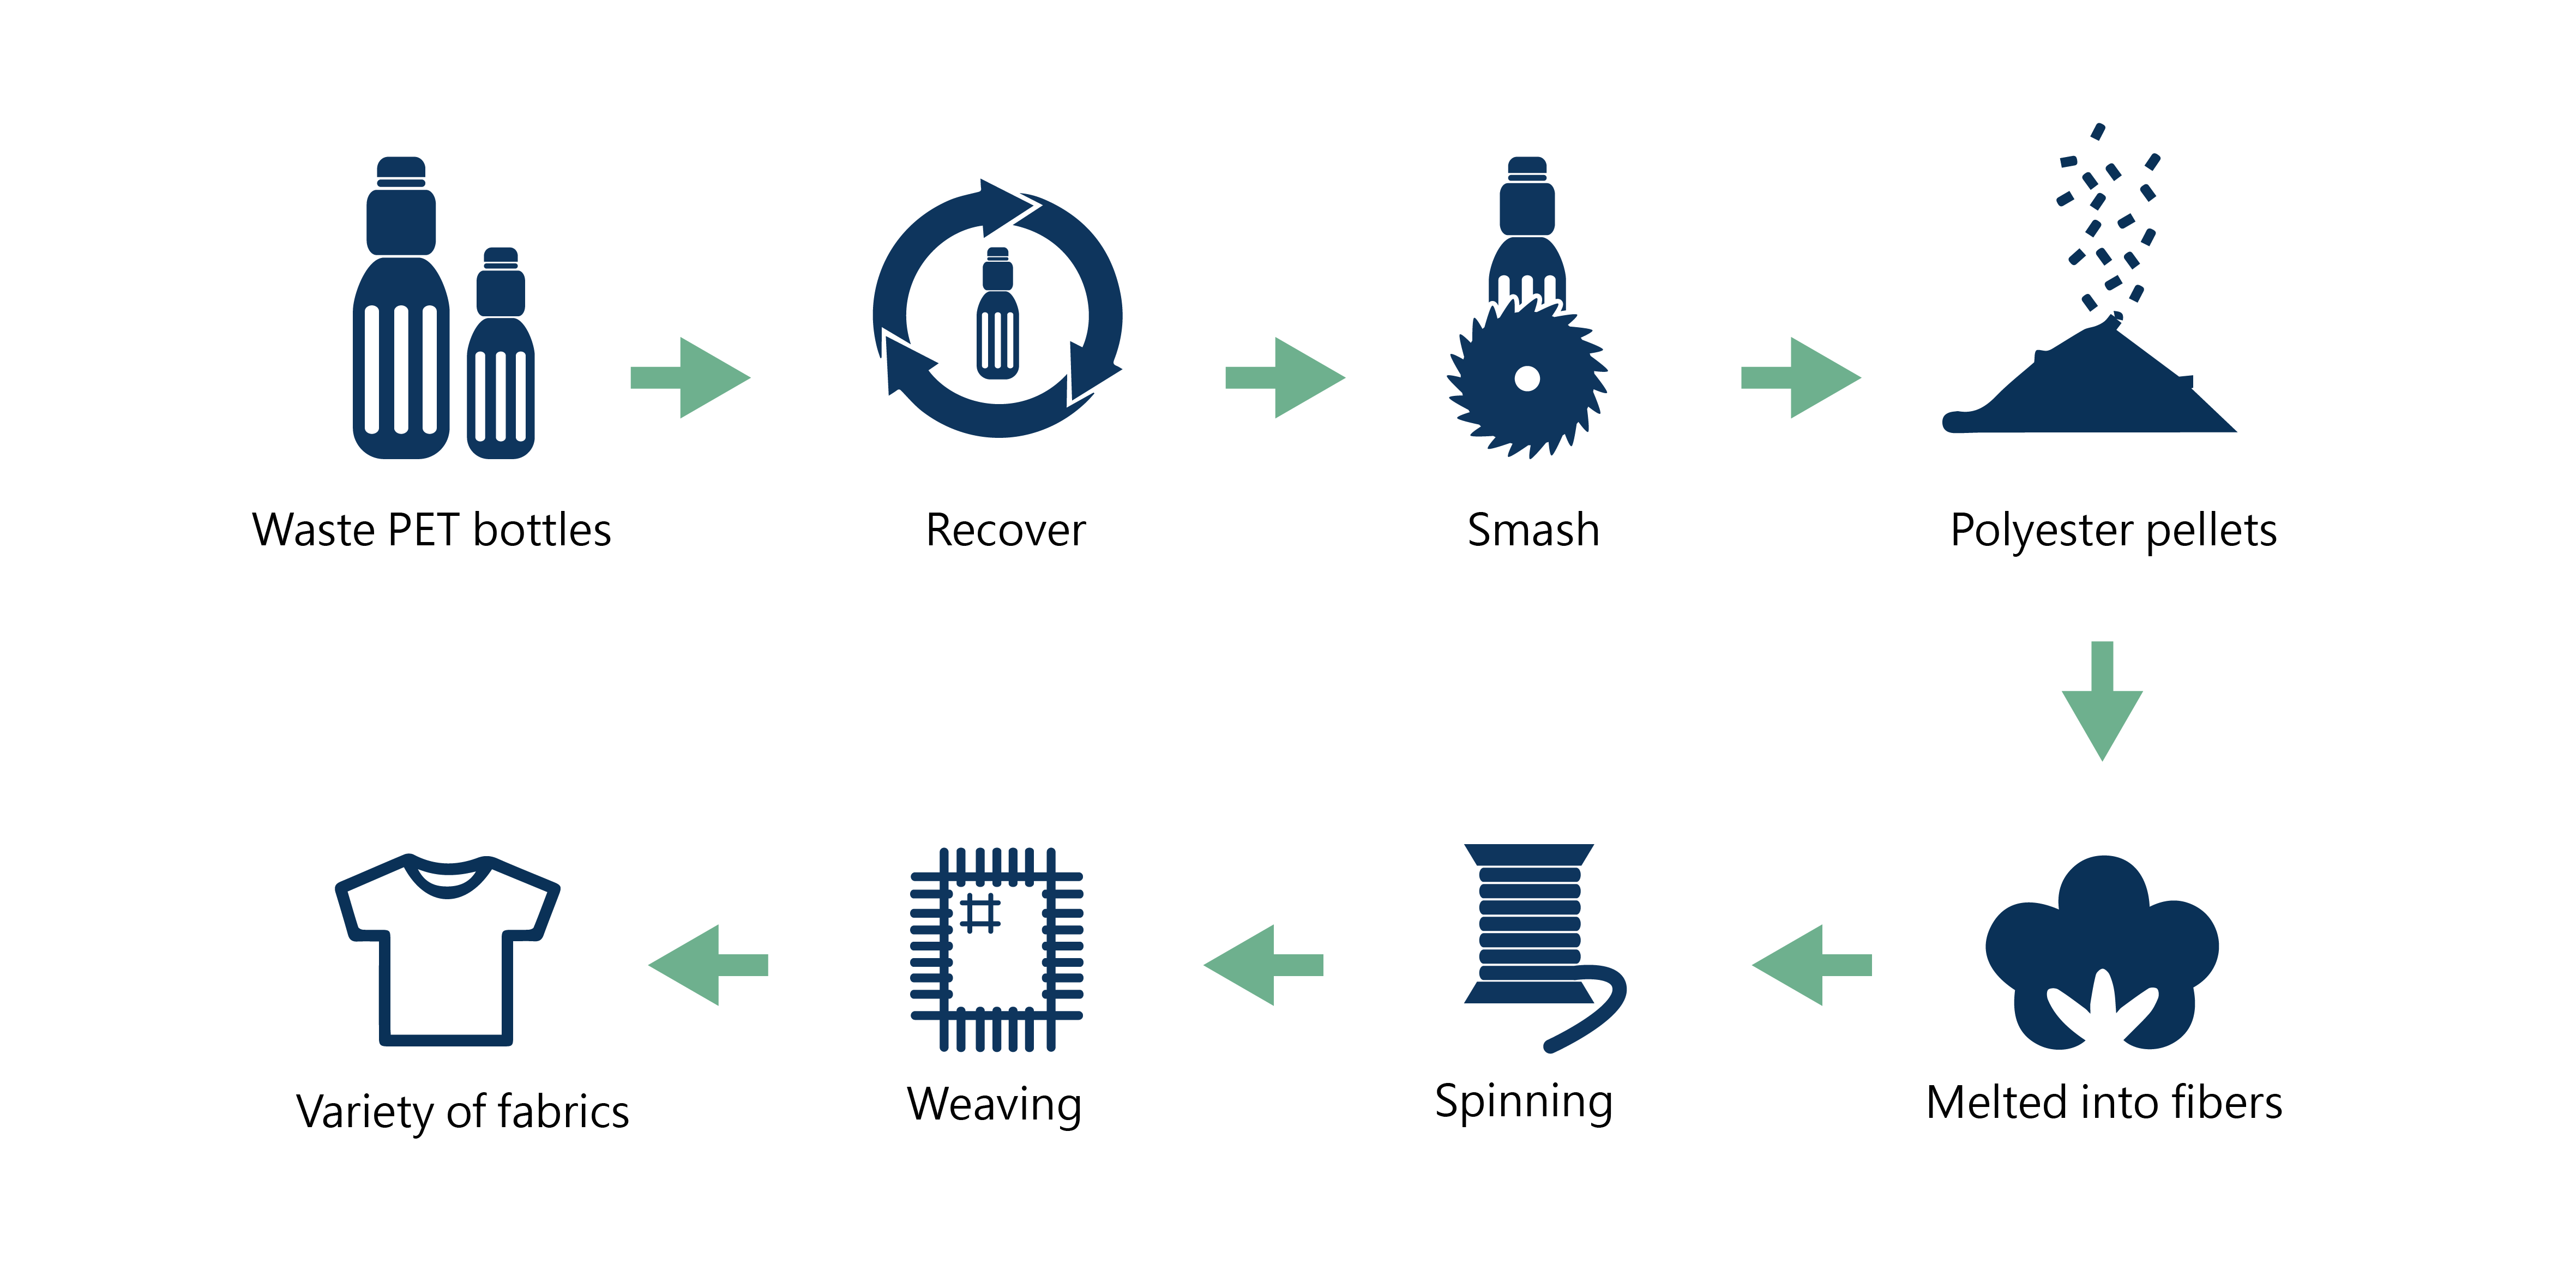 Waste PET bottles
Recover
Smash
Polyester pellets
Melted into fibers
Spinning
Weaving
Variety of fabrics